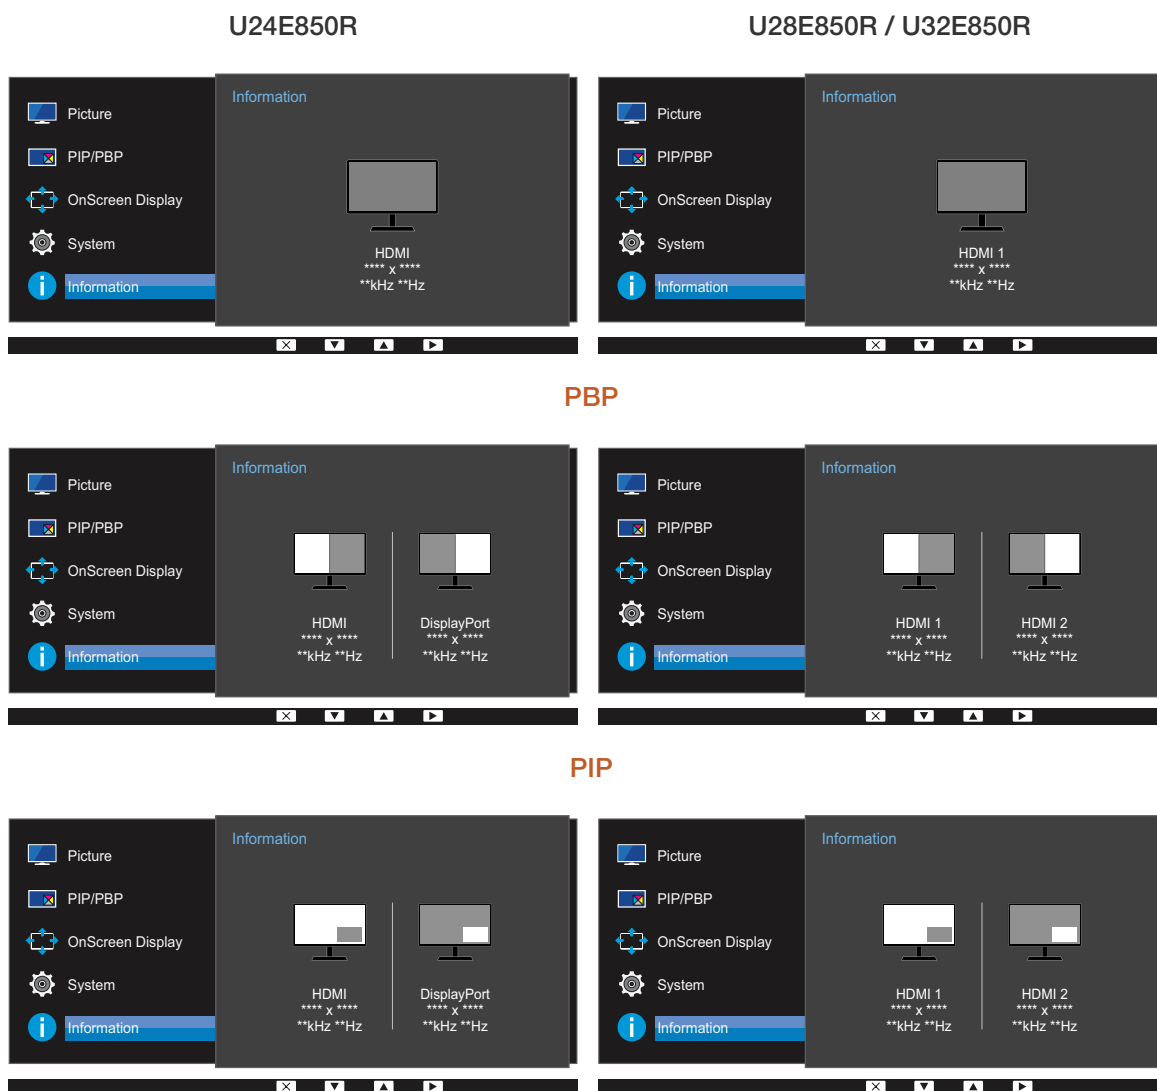 U24E850R
U28E850R / U32E850R
Information
Picture
PIP/PBP
OnScreen Display
System
Information
HDMI
**** x ****
**kHz **Hz
Information
Picture
PIP/PBP
OnScreen Display
System
Information
HDMI 1
**** x ****
**kHz **Hz
PBP
Information
Picture
PIP/PBP
OnScreen Display
System
Information
HDMI
**** x ****
**kHz **Hz
DisplayPort
**** x ****
**kHz **Hz
Information
Picture
PIP/PBP
OnScreen Display
System
Information
HDMI 1
**** x ****
**kHz **Hz
HDMI 2
**** x ****
**kHz **Hz
PIP
Information
Picture
PIP/PBP
OnScreen Display
System
Information
HDMI
**** x ****
**kHz **Hz
DisplayPort
**** x ****
**kHz **Hz
Information
Picture
PIP/PBP
OnScreen Display
System
Information
HDMI 1
**** x ****
**kHz **Hz
HDMI 2
**** x ****
**kHz **Hz